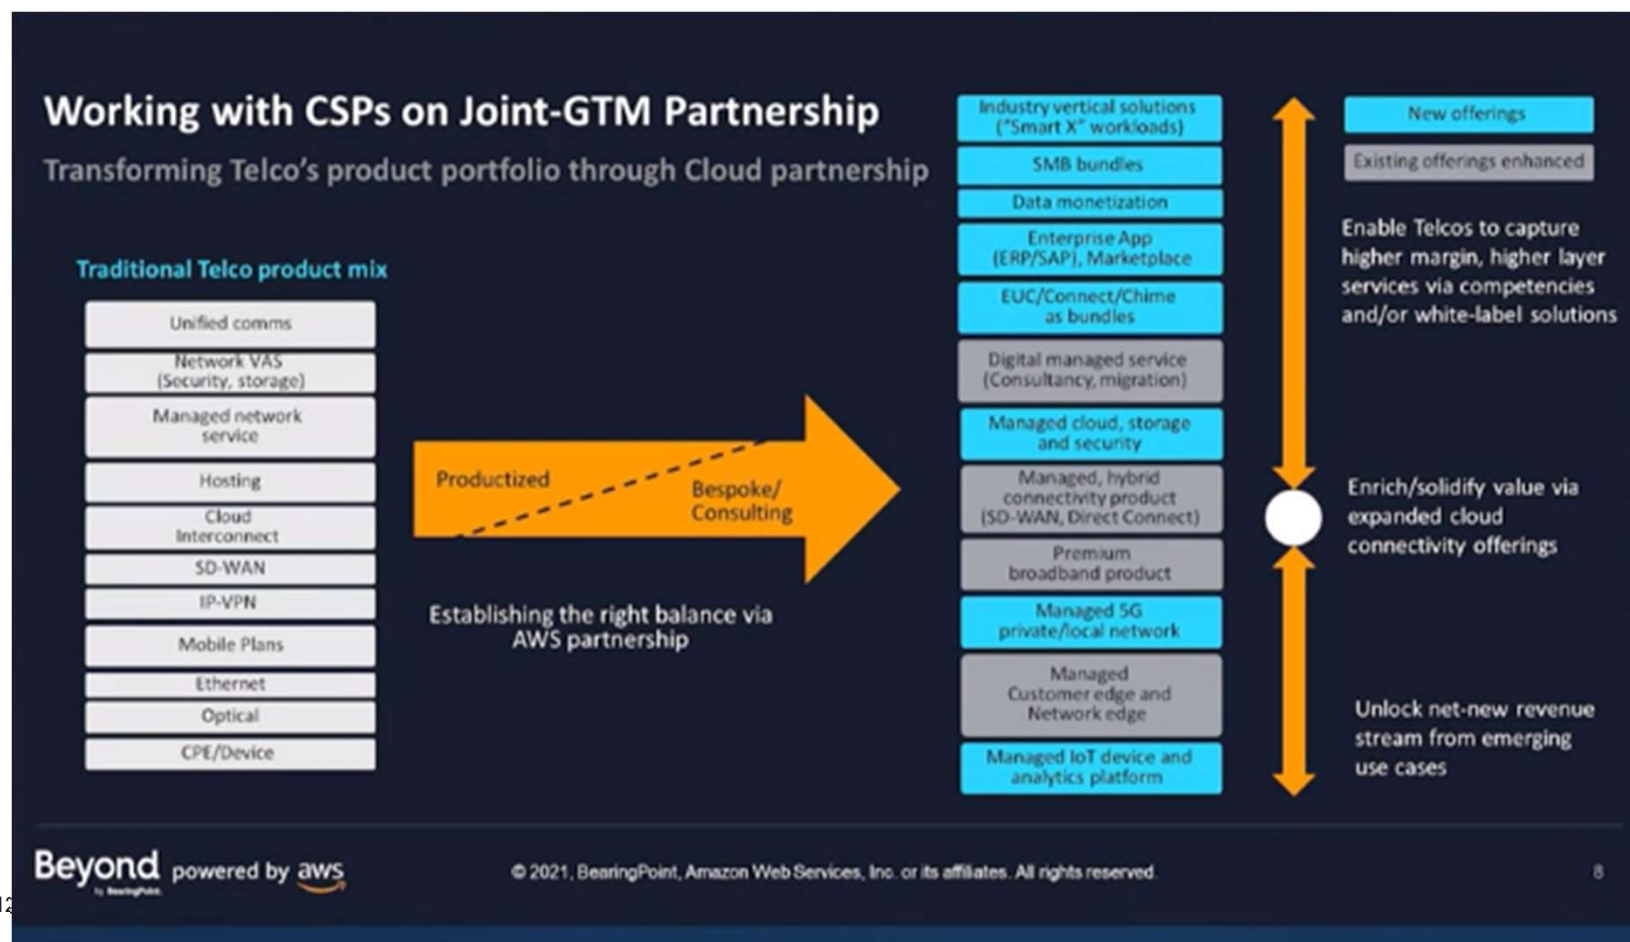 Working with CSPs on Joint-GTM Partnership
Transforming Telco's product portfolio through Cloud partnership
Traditional Telco product mix
Unified comms
Network VAS
(Security, storage)
Managed network
service
Hosting
Cloud
Interconnect
SD-WAN
IP-VPN
Mobile Plans
Ethernet
Optical
CPE/Device
Productized
Bespoke/
Consulting
Establishing the right balance via
AWS partnership
Industry vertical solutions
("Smart X" workloads)
SMB bundles
Data monetization
Enterprise App
(ERP/SAP), Marketplace
EUC/Connect/Chime
as bundles
Digital managed service
(Consultancy, migration)
Managed cloud, storage
and security
Managed, hybrid
connectivity product
(SD-WAN, Direct Connect)
Premium
broadband product
Managed 5G
private/local network
Managed
Customer edge and
Network edge
Managed IoT device and
analytics platform
New offerings
Existing offerings enhanced
Enable Telcos to capture
higher margin, higher layer
services via competencies
and/or white-label solutions
Enrich/solidify value via
expanded cloud
connectivity offerings
Unlock net-new revenue
stream from emerging
use cases
Beyond powered by aws
by BearingPoint
© 2021, BearingPoint, Amazon Web Services, Inc. or its affiliates. All rights reserved.
8